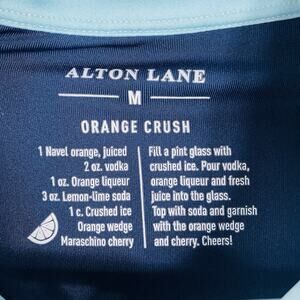 ALTON LANE
M
ORANGE CRUSH
1 Navel orange, juiced
2 oz. vodka
1 oz. Orange liqueur
3 oz. Lemon-lime soda
1 c. Crushed ice
Orange wedge
Maraschino cherry
Fill a pint glass with
crushed ice. Pour vodka,
orange liqueur and fresh
juice into the glass.
Top with soda and garnish
with the orange wedge
and cherry. Cheers!